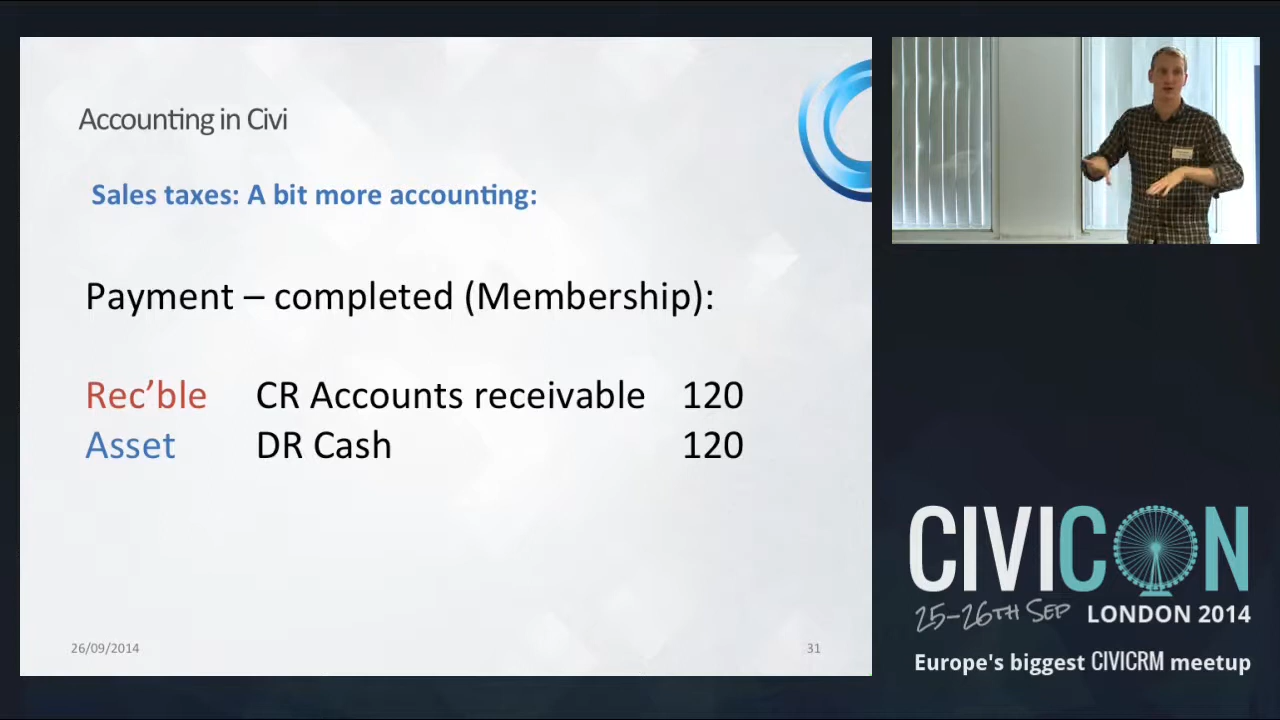 Accounting in Civi
Sales taxes: A bit more accounting:
Payment – completed (Membership):
Rec’ble CR Accounts receivable 120
Asset DR Cash 120
26/09/2014 31
CIVICON
25-26TH SEP LONDON 2014
Europe's biggest CIVICRM meetup